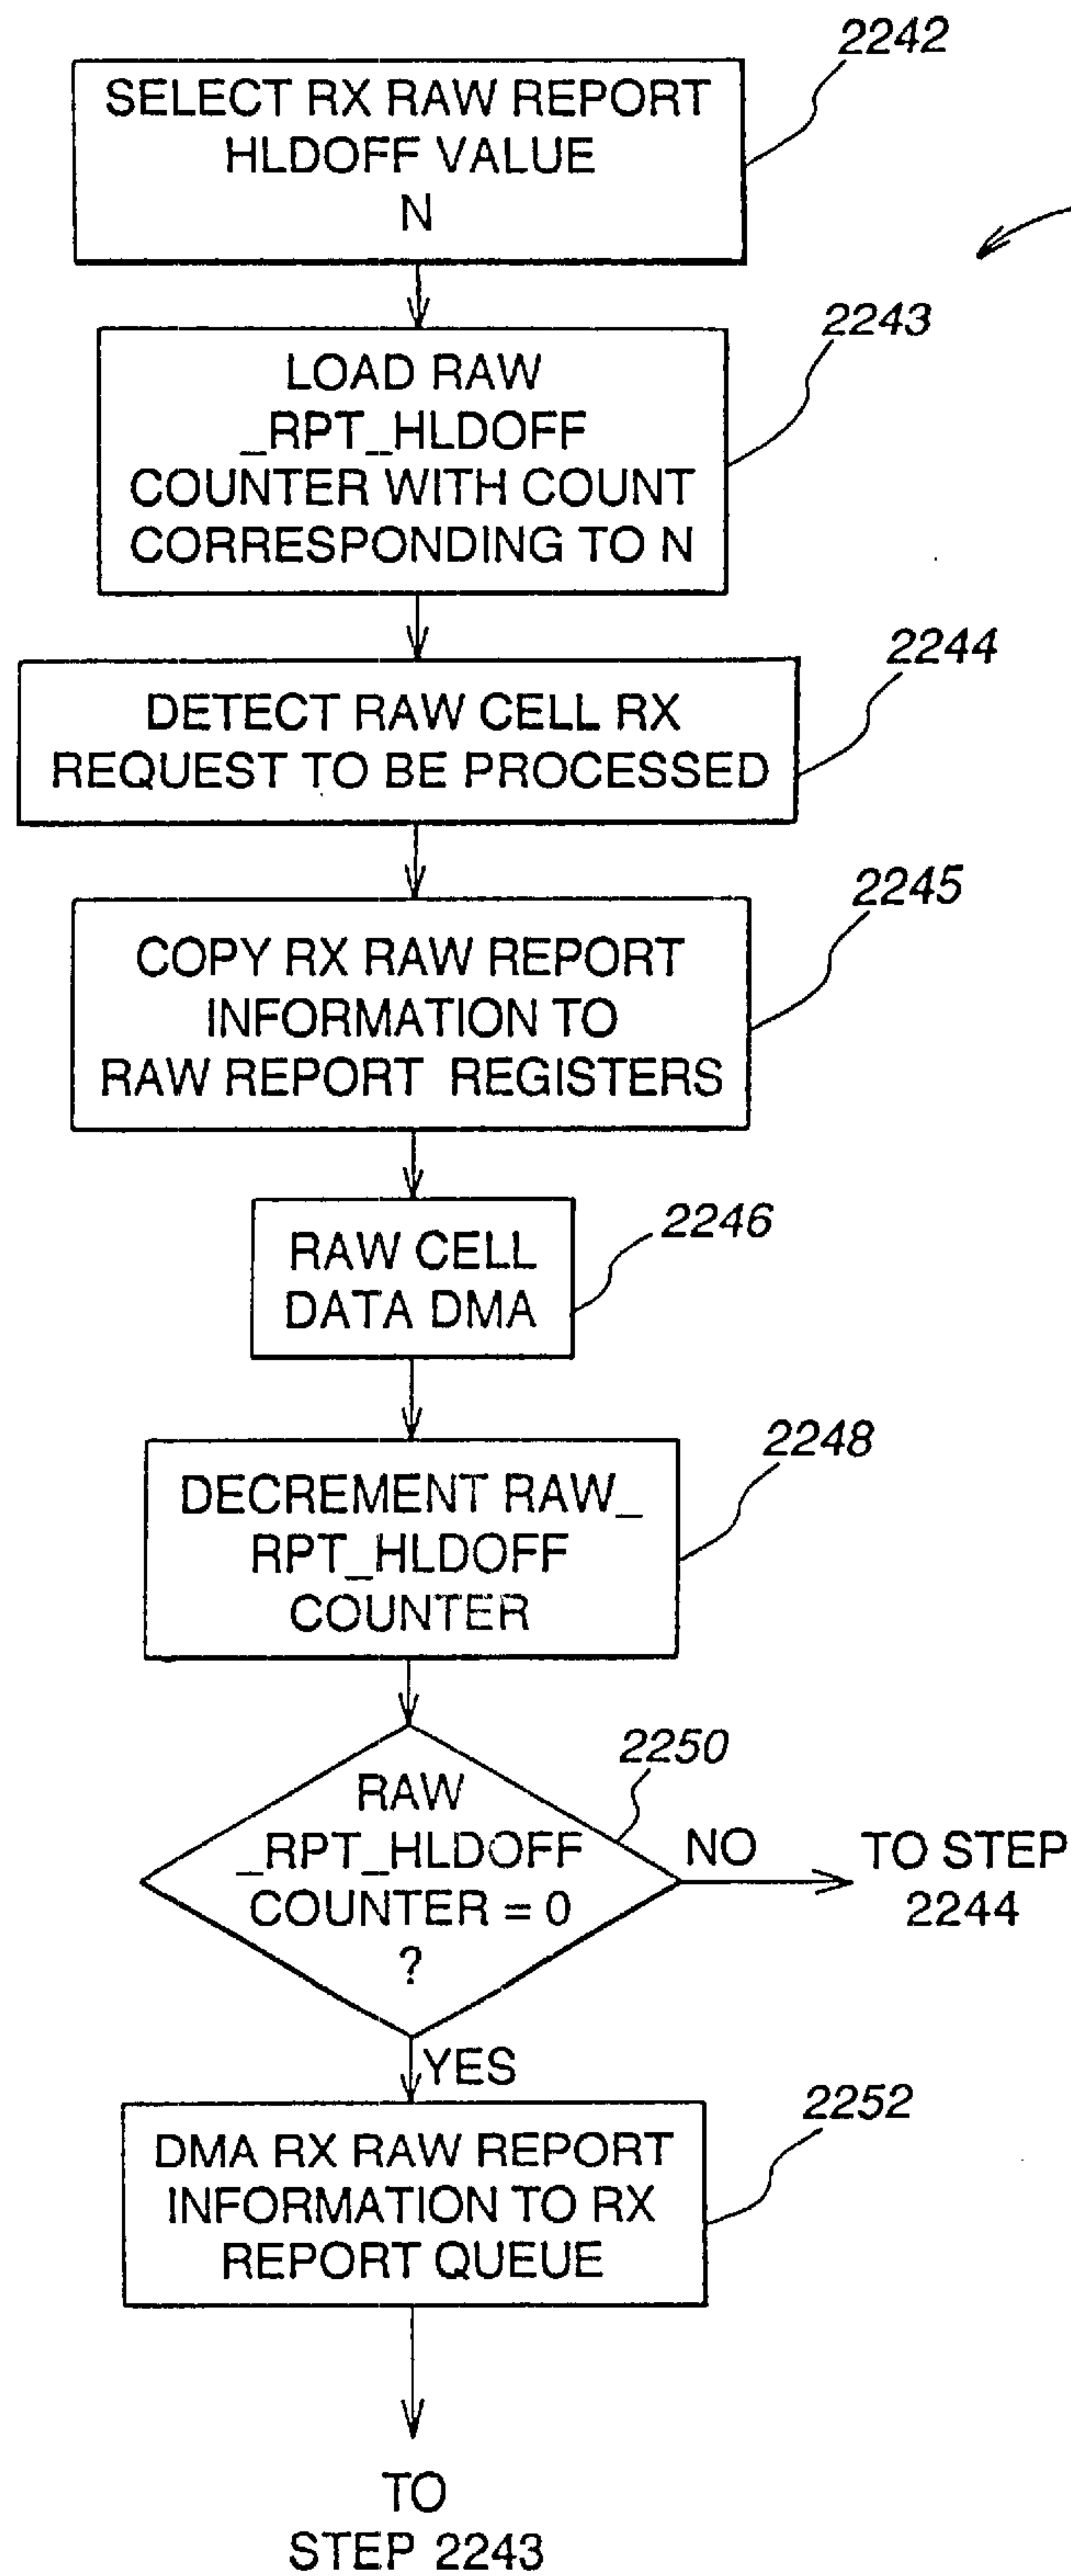 2242
SELECT RX RAW REPORT
HLDOFF VALUE
N
2243
LOAD RAW
_RPT_HLDOFF
COUNTER WITH COUNT
CORRESPONDING TO N
2244
DETECT RAW CELL RX
REQUEST TO BE PROCESSED
2245
COPY RX RAW REPORT
INFORMATION TO
RAW REPORT REGISTERS
2246
RAW CELL
DATA DMA
2248
DECREMENT RAW_
RPT_HLDOFF
COUNTER
2250
RAW
_RPT_HLDOFF
COUNTER = 0
?
NO
TO STEP
2244
YES
2252
DMA RX RAW REPORT
INFORMATION TO RX
REPORT QUEUE
TO
STEP 2243